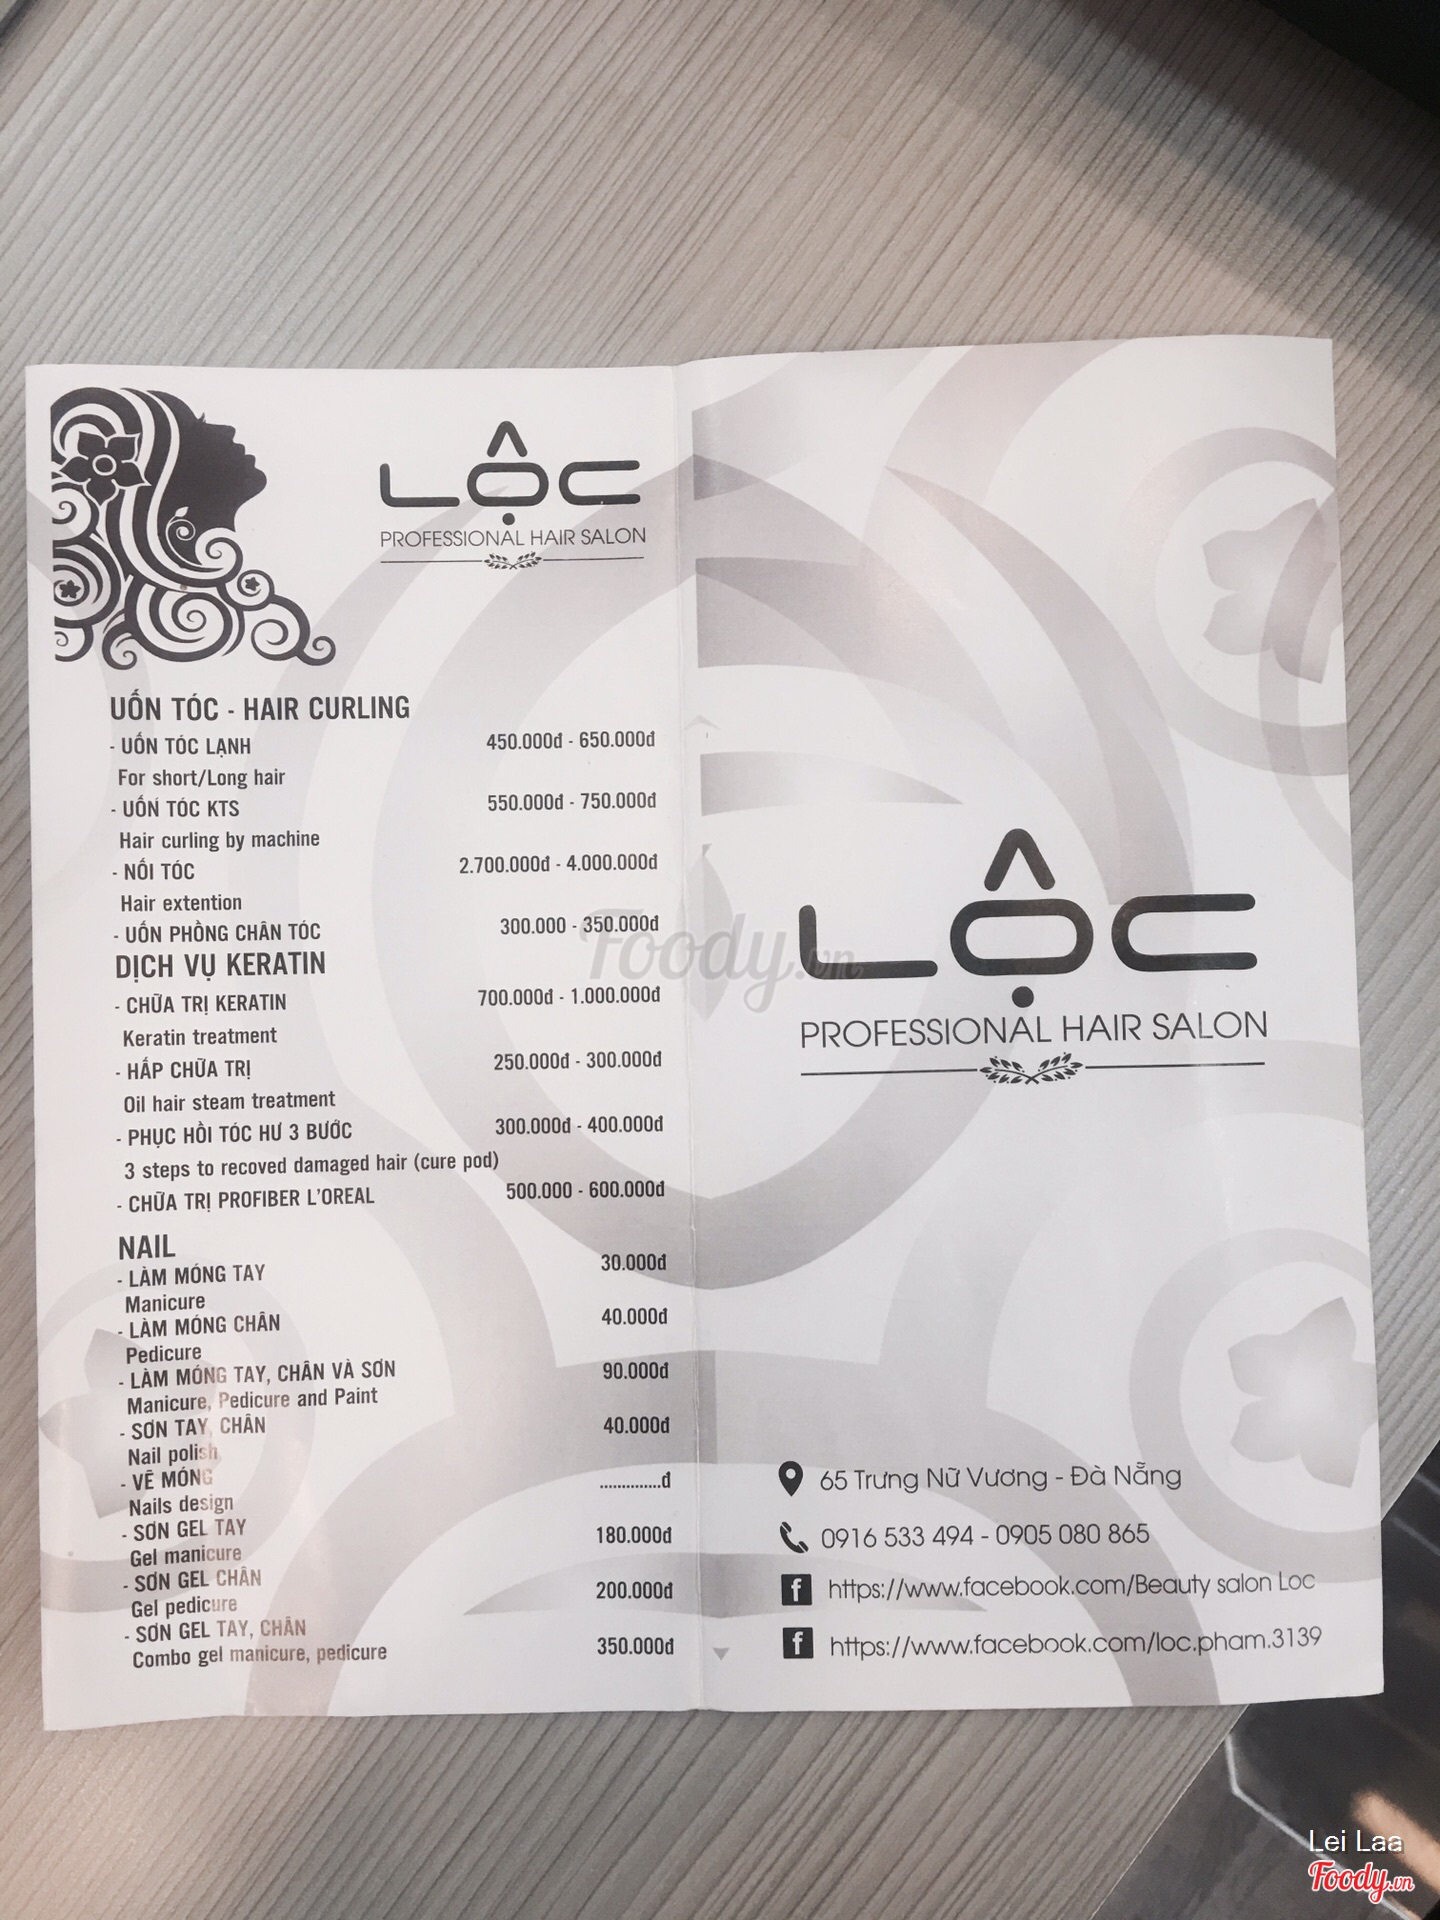 LỘC
PROFESSIONAL HAIR SALON
UỐN TÓC - HAIR CURLING
- UỐN TÓC LẠNH 450.000đ - 650.000đ
For short/Long hair
- UỐN TÓC KTS 550.000đ - 750.000đ
Hair curling by machine
- NỐI TÓC 2.700.000đ - 4.000.000đ
Hair extention
- UỐN PHỒNG CHÂN TÓC 300.000 - 350.000đ
DỊCH VỤ KERATIN
- CHỮA TRỊ KERATIN 700.000đ - 1.000.000đ
Keratin treatment
- HẤP CHỮA TRỊ 250.000đ - 300.000đ
Oil hair steam treatment
- PHỤC HỒI TÓC HƯ 3 BƯỚC 300.000đ - 400.000đ
3 steps to recoved damaged hair (cure pod)
- CHỮA TRỊ PROFIBER L'OREAL 500.000 - 600.000đ
NAIL
- LÀM MÓNG TAY 30.000đ
Manicure
- LÀM MÓNG CHÂN 40.000đ
Pedicure
- LÀM MÓNG TAY, CHÂN VÀ SƠN 90.000đ
Manicure, Pedicure and Paint
- SƠN TAY, CHÂN 40.000đ
Nail polish
- VẼ MÓNG ..............đ
Nails design
- SƠN GEL TAY 180.000đ
Gel manicure
- SƠN GEL CHÂN 200.000đ
Gel pedicure
- SƠN GEL TAY, CHÂN
Combo gel manicure, pedicure 350.000đ
LỘC
PROFESSIONAL HAIR SALON
65 Trưng Nữ Vương - Đà Nẵng
0916 533 494 - 0905 080 865
https://www.facebook.com/Beauty salon Loc
https://www.facebook.com/loc.pham.3139
Foody.vn
Lei Laa
Foody.vn